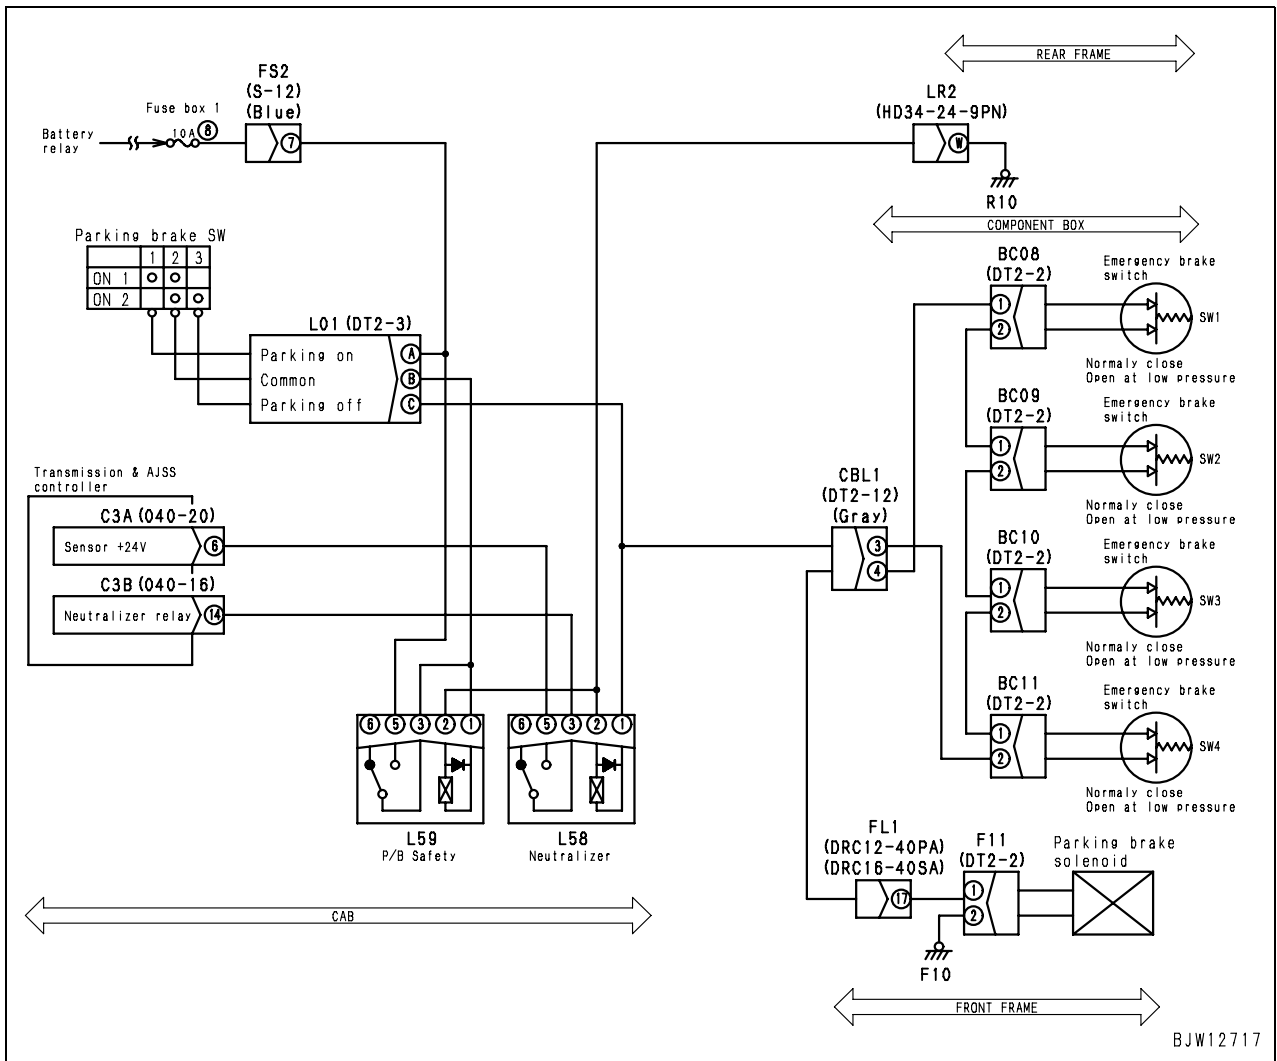 REAR FRAME
FS2
(S-12)
(Blue)
Fuse box 1
10A
8
7
Battery
relay
LR2
(HD34-24-9PN)
W
R10
COMPONENT BOX
Parking brake SW
1 2 3
ON 1
ON 2
L01 (DT2-3)
Parking on
A
Common
B
Parking off
C
BC08
(DT2-2)
1
2
Emergency brake
switch
SW1
Normaly close
Open at low pressure
BC09
(DT2-2)
1
2
Emergency brake
switch
SW2
Normaly close
Open at low pressure
Transmission & AJSS
controller
C3A (040-20)
Sensor +24V
6
C3B (040-16)
Neutralizer relay
14
CBL1
(DT2-12)
(Gray)
3
4
BC10
(DT2-2)
1
2
Emergency brake
switch
SW3
Normaly close
Open at low pressure
BC11
(DT2-2)
1
2
Emergency brake
switch
SW4
Normaly close
Open at low pressure
6 5 3 2 1
L59
P/B Safety
6 5 3 2 1
L58
Neutralizer
FL1
(DRC12-40PA)
(DRC16-40SA)
17
F11
(DT2-2)
1
2
Parking brake
solenoid
F10
CAB
FRONT FRAME
BJW12717